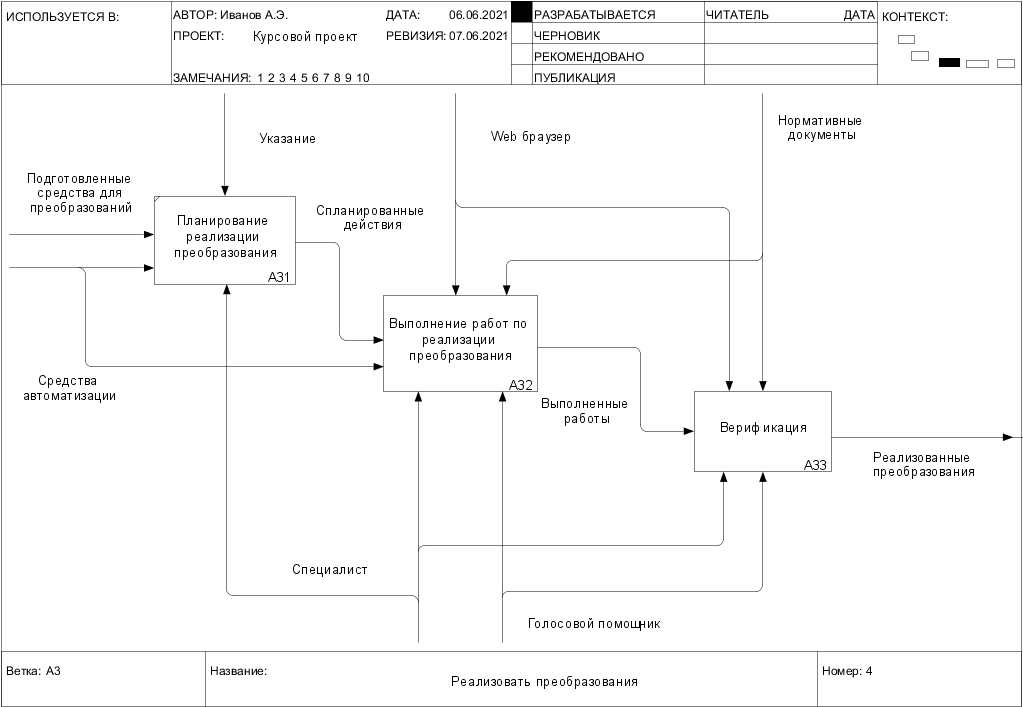 ИСПОЛЬЗУЕТСЯ В:
АВТОР: Иванов А.Э.
ДАТА: 06.06.2021
РАЗРАБАТЫВАЕТСЯ
ЧИТАТЕЛЬ
ДАТА
КОНТЕКСТ:
ПРОЕКТ: Курсовой проект
РЕВИЗИЯ: 07.06.2021
ЧЕРНОВИК
РЕКОМЕНДОВАНО
ЗАМЕЧАНИЯ: 1 2 3 4 5 6 7 8 9 10
ПУБЛИКАЦИЯ
Указание
Web браузер
Нормативные
документы
Подготовленные
средства для
преобразований
Планирование
реализации
преобразования
A31
Спланированные
действия
Выполнение работ по
реализации
преобразования
A32
Средства
автоматизации
Выполненные
работы
Верификация
A33
Реализованные
преобразования
Специалист
Голосовой помощник
Ветка: A3
Название:
Реализовать преобразования
Номер: 4